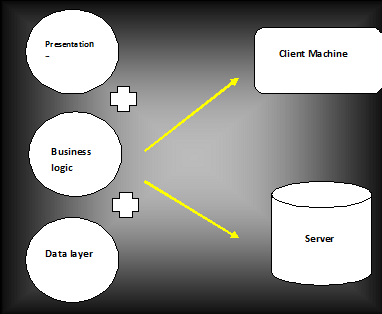 Presentation
–
Client Machine
Business
logic
Data layer
Server